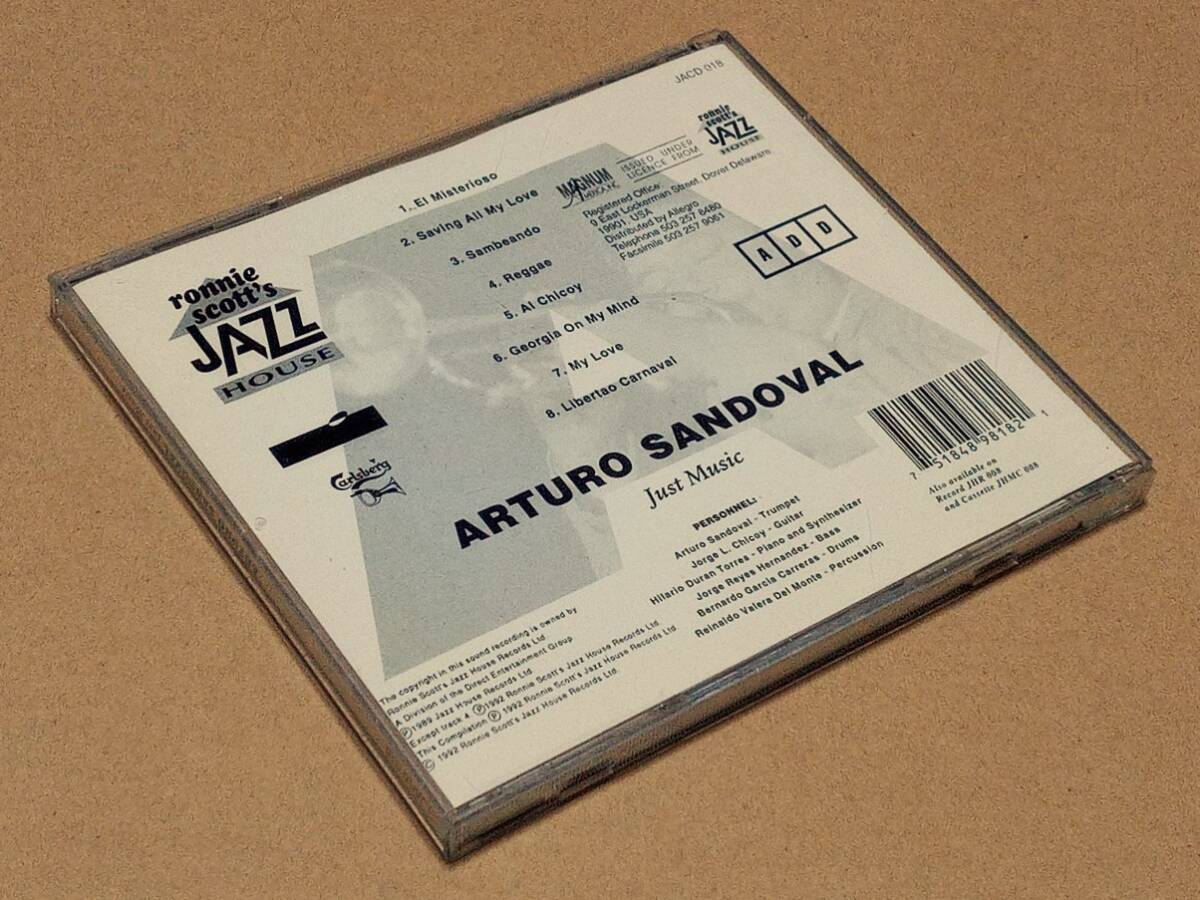 JACD 018
ronnie
scott's
JAZZ
HOUSE
ISSUED UNDER
LICENCE FROM
MAGNUM
AMERICA INC.
Registered Office:
9 East Lockerman Street, Dover Delaware
19901, USA
Distributed by Allegro
Telephone 503 257 8480
Facsimile 503 257 9061
ADD
1. El Misterioso
2. Saving All My Love
3. Sambeando
4. Reggae
5. Al Chicoy
6. Georgia On My Mind
7. My Love
8. Libertao Carnaval
ronnie
scott's
JAZZ
HOUSE
Carlsberg
ARTURO SANDOVAL
Just Music
7 51848 98182 1
Also available on
Record JHR 008
and Cassette JHMC 008
PERSONNEL:
Arturo Sandoval - Trumpet
Jorge L. Chicoy - Guitar
Hilario Duran Torres - Piano and Synthesizer
Jorge Reyes Hernandez - Bass
Bernardo Garcia Carreras - Drums
Reinaldo Valera Del Monte - Percussion
The copyright in this sound recording is owned by
Ronnie Scott's Jazz House Records Ltd
A Division of the Direct Entertainment Group
Ⓟ1989 Jazz House Records Ltd
Except track 4 Ⓟ1992 Ronnie Scott's Jazz House Records Ltd
This Compilation Ⓟ 1992 Ronnie Scott's Jazz House Records Ltd
© 1992 Ronnie Scott's Jazz House Records Ltd.